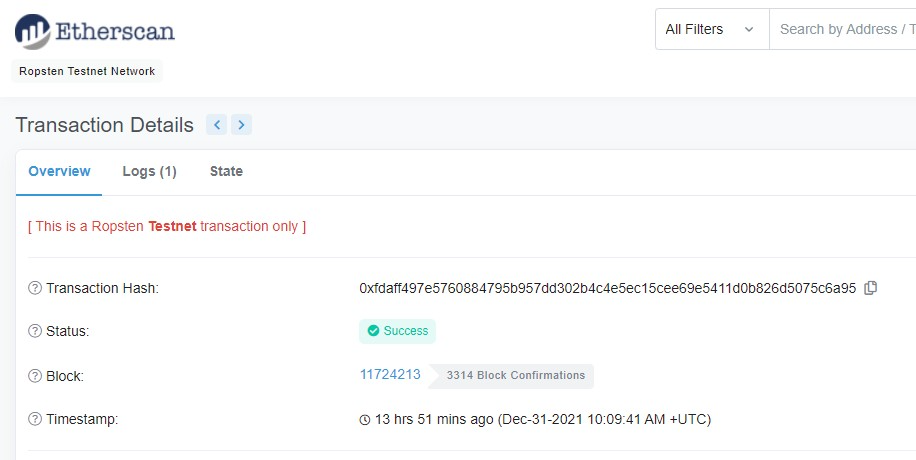 Etherscan
All Filters
Search by Address / T
Ropsten Testnet Network
Transaction Details
Overview Logs (1) State
[ This is a Ropsten Testnet transaction only ]
Transaction Hash: 0xfdaff497e5760884795b957dd302b4c4e5ec15cee69e5411d0b826d5075c6a95
Status: Success
Block: 11724213 3314 Block Confirmations
Timestamp: 13 hrs 51 mins ago (Dec-31-2021 10:09:41 AM +UTC)